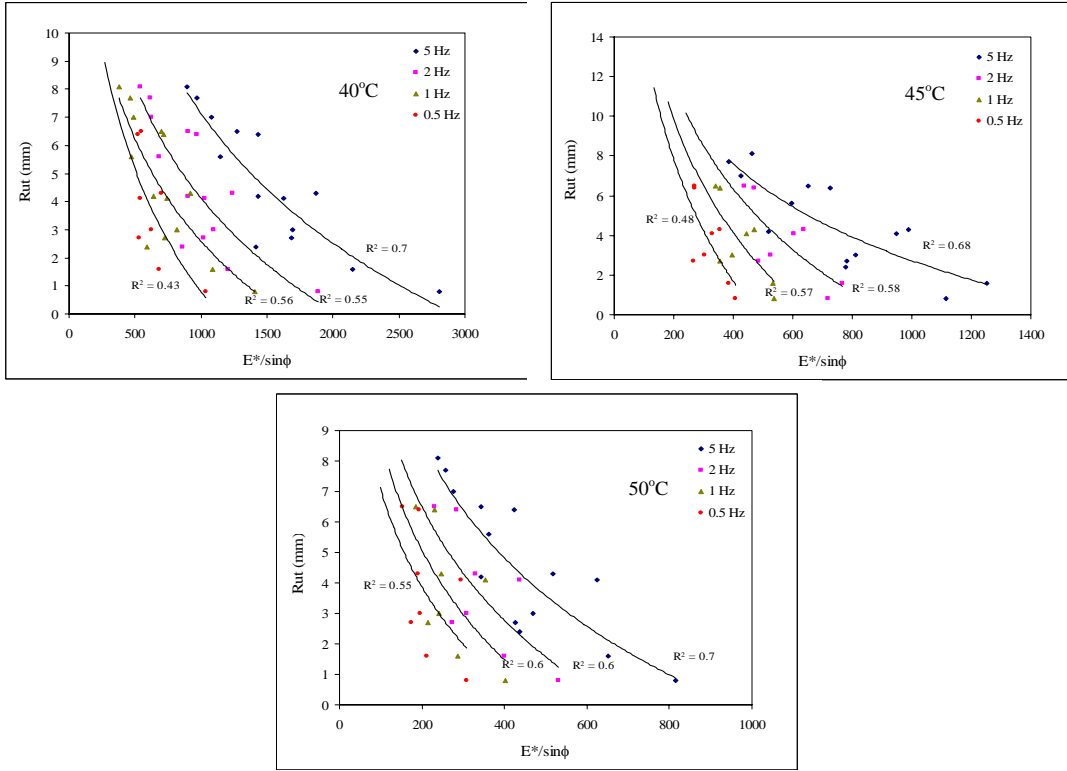 10
9
8
7
6
5
4
3
2
1
0
Rut (mm)
0 500 1000 1500 2000 2500 3000
E*/sinϕ
40°C
5 Hz
2 Hz
1 Hz
0.5 Hz
R² = 0.7
R² = 0.43
R² = 0.56
R² = 0.55
14
12
10
8
6
4
2
0
Rut (mm)
0 200 400 600 800 1000 1200 1400
E*/sinϕ
45°C
5 Hz
2 Hz
1 Hz
0.5 Hz
R² = 0.48
R² = 0.68
R² = 0.57
R² = 0.58
9
8
7
6
5
4
3
2
1
0
Rut (mm)
0 200 400 600 800 1000
E*/sinϕ
50°C
5 Hz
2 Hz
1 Hz
0.5 Hz
R² = 0.55
R² = 0.6
R² = 0.6
R² = 0.7